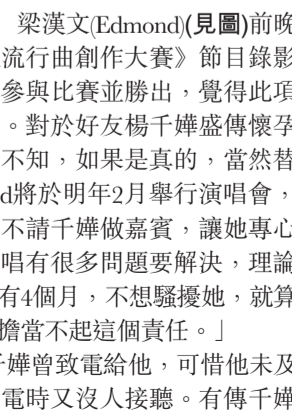 梁漢文(Edmond)(見圖)前晚
流行曲創作大賽》節目錄影
參與比賽並勝出，覺得此項
。對於好友楊千嬅盛傳懷孕
不知，如果是真的，當然替
d將於明年2月舉行演唱會，
不請千嬅做嘉賓，讓她專心
唱有很多問題要解決，理論
有4個月，不想騷擾她，就算
擔當不起這個責任。」
千嬅曾致電給他，可惜他未及
電時又沒人接聽。有傳千嬅